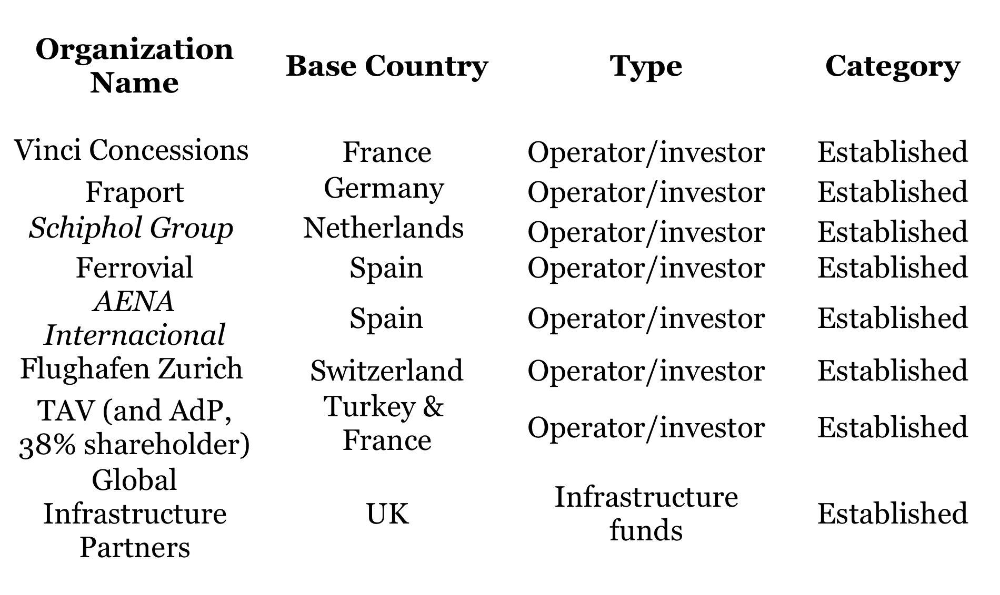 Organization
Name
Base Country
Type
Category
Vinci Concessions
France
Operator/investor
Established
Fraport
Germany
Operator/investor
Established
Schiphol Group
Netherlands
Operator/investor
Established
Ferrovial
Spain
Operator/investor
Established
AENA
Internacional
Spain
Operator/investor
Established
Flughafen Zurich
Switzerland
Operator/investor
Established
TAV (and AdP,
38% shareholder)
Turkey &
France
Operator/investor
Established
Global
Infrastructure
Partners
UK
Infrastructure
funds
Established